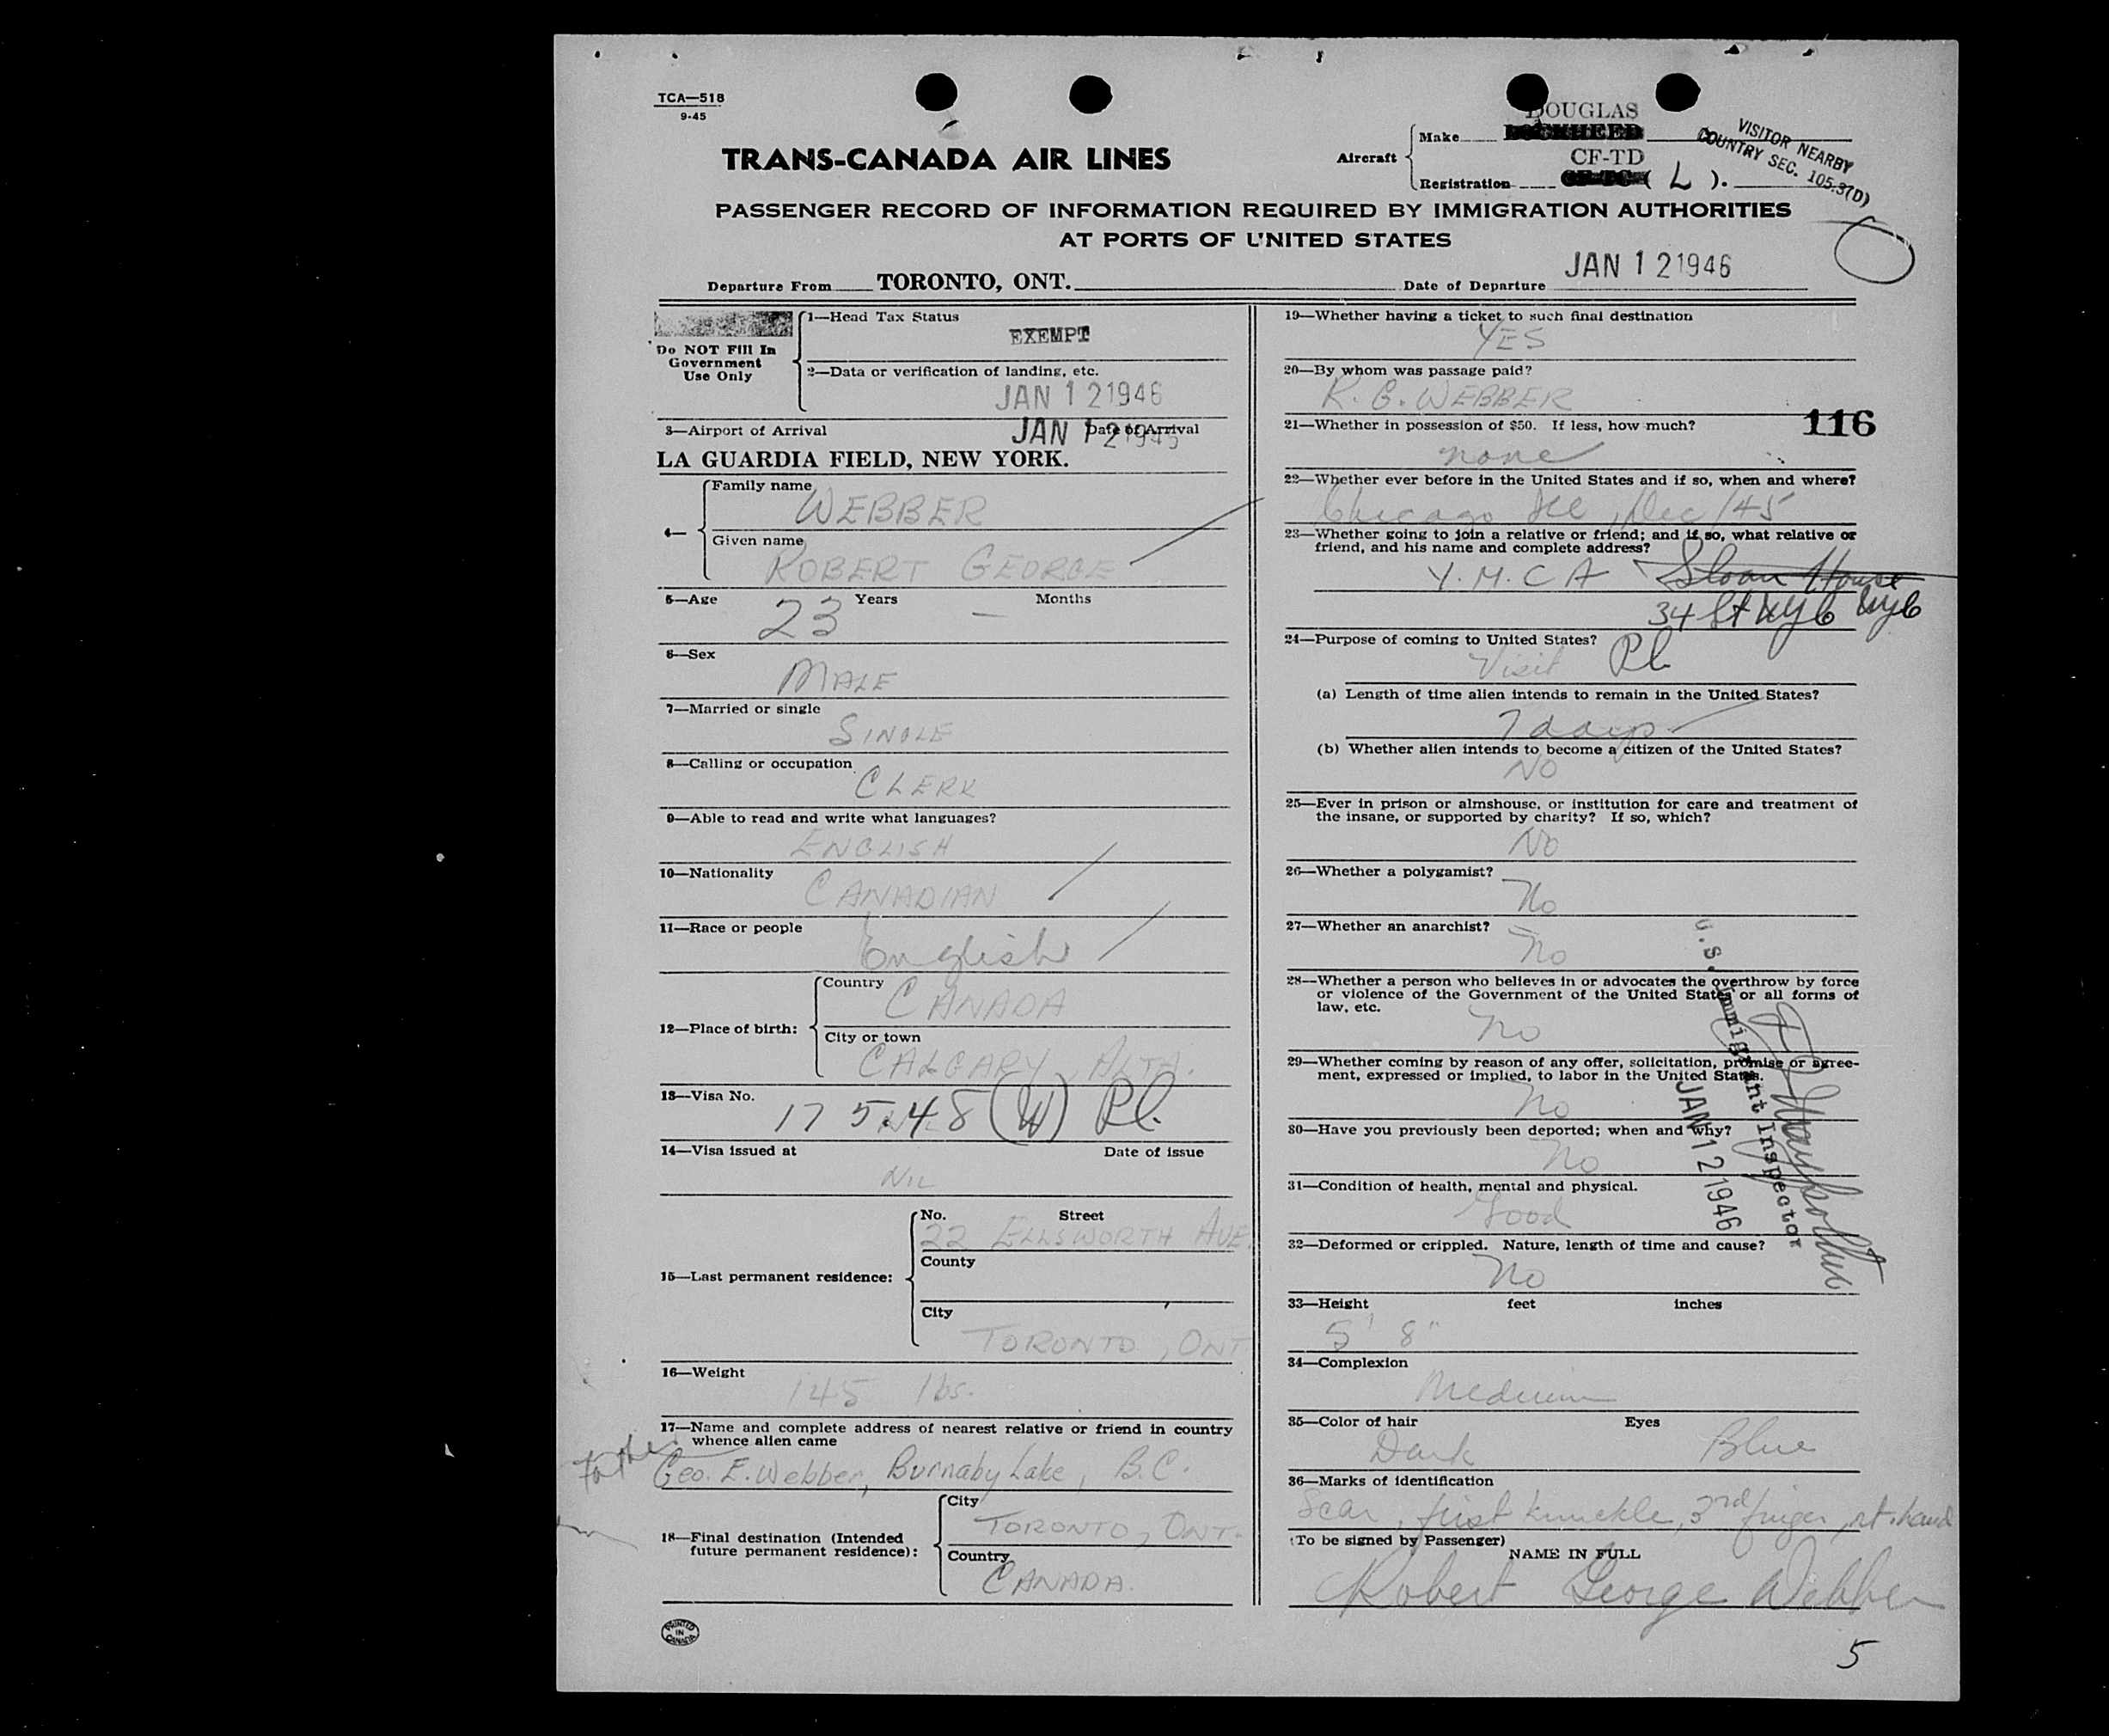 TCA—518
9-45
TRANS-CANADA AIR LINES
DOUGLAS
Aircraft
Make
CF-TD
Registration (L).
VISITOR NEARBY
COUNTRY SEC. 105.3(D)
PASSENGER RECORD OF INFORMATION REQUIRED BY IMMIGRATION AUTHORITIES
AT PORTS OF UNITED STATES
Departure From TORONTO, ONT.
Date of Departure JAN 12 1946
Do NOT Fill In
Government
Use Only
1—Head Tax Status
EXEMPT
2—Data or verification of landing, etc.
JAN 12 1946
3—Airport of Arrival Date of Arrival
JAN 12 1946
LA GUARDIA FIELD, NEW YORK.
4—
Family name
WEBBER
Given name
ROBERT GEORGE
5—Age 23 Years — Months
6—Sex
MALE
7—Married or single
SINGLE
8—Calling or occupation
CLERK
9—Able to read and write what languages?
ENGLISH
10—Nationality
CANADIAN
11—Race or people
English
12—Place of birth:
Country
CANADA
City or town
CALGARY, ALTA.
13—Visa No.
17 5.48 (W) Pl.
14—Visa issued at Date of issue
NIL
15—Last permanent residence:
No. Street
22 ELLSWORTH AVE.
County
City
TORONTO, ONT
16—Weight
145 lbs.
17—Name and complete address of nearest relative or friend in country
whence alien came
father
Geo. E. Webber, Burnaby Lake, B.C.
18—Final destination (Intended
future permanent residence):
City
TORONTO, ONT.
Country
CANADA.
PRINTED
IN
CANADA
19—Whether having a ticket to such final destination
YES
20—By whom was passage paid?
R. G. WEBBER
116
21—Whether in possession of $50. If less, how much?
none
22—Whether ever before in the United States and if so, when and where?
Chicago Ill, Dec/45
23—Whether going to join a relative or friend; and if so, what relative or
friend, and his name and complete address?
Y.M.C A Sloan House
34 St NYC NYC
24—Purpose of coming to United States?
Visit Pl
(a) Length of time alien intends to remain in the United States?
7 days
(b) Whether alien intends to become a citizen of the United States?
NO
25—Ever in prison or almshouse, or institution for care and treatment of
the insane, or supported by charity? If so, which?
No
26—Whether a polygamist?
No
27—Whether an anarchist?
No
28—Whether a person who believes in or advocates the overthrow by force
or violence of the Government of the United States or all forms of
law, etc.
No
29—Whether coming by reason of any offer, solicitation, promise or agree-
ment, expressed or implied, to labor in the United States.
No
30—Have you previously been deported; when and why?
No
31—Condition of health, mental and physical.
Good
32—Deformed or crippled. Nature, length of time and cause?
No
U.S. Immigrant Inspector
JAN 12 1946
33—Height feet inches
5' 8"
34—Complexion
Medium
35—Color of hair Eyes
Dark Blue
36—Marks of identification
Scar, first knuckle, 3rd finger, rt. hand
(To be signed by Passenger)
NAME IN FULL
Robert George Webber
5